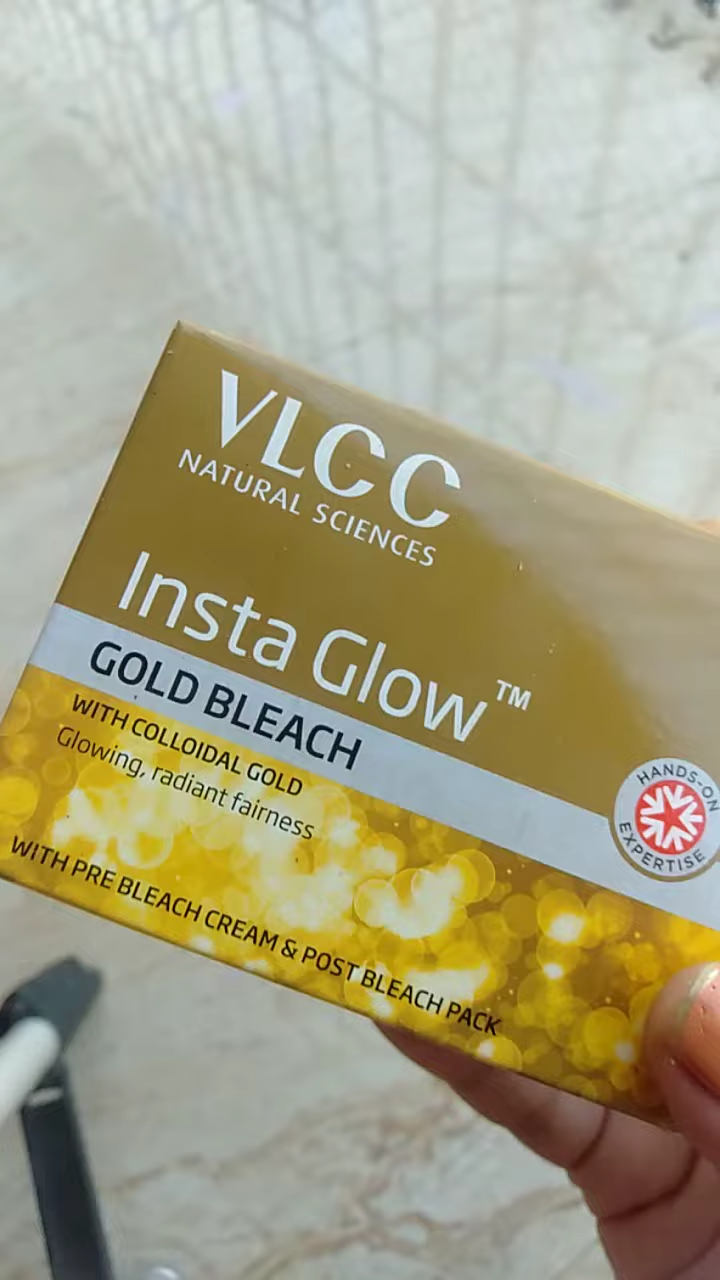 VLCC
NATURAL SCIENCES
Insta Glow™
GOLD BLEACH
WITH COLLOIDAL GOLD
Glowing, radiant fairness
HANDS-ON
EXPERTISE
WITH PRE BLEACH CREAM & POST BLEACH PACK